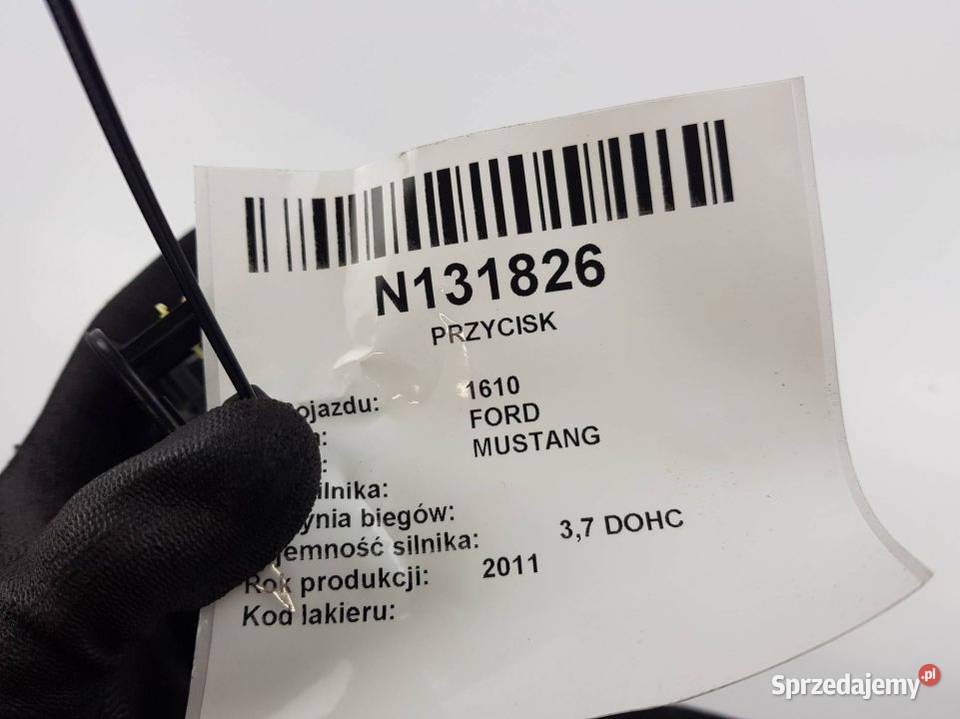 N131826
PRZYCISK
ojazdu: 1610
FORD
MUSTANG
ilnika:
ynia biegów:
jemność silnika: 3,7 DOHC
Rok produkcji: 2011
Kod lakieru:
Sprzedajemy.pl